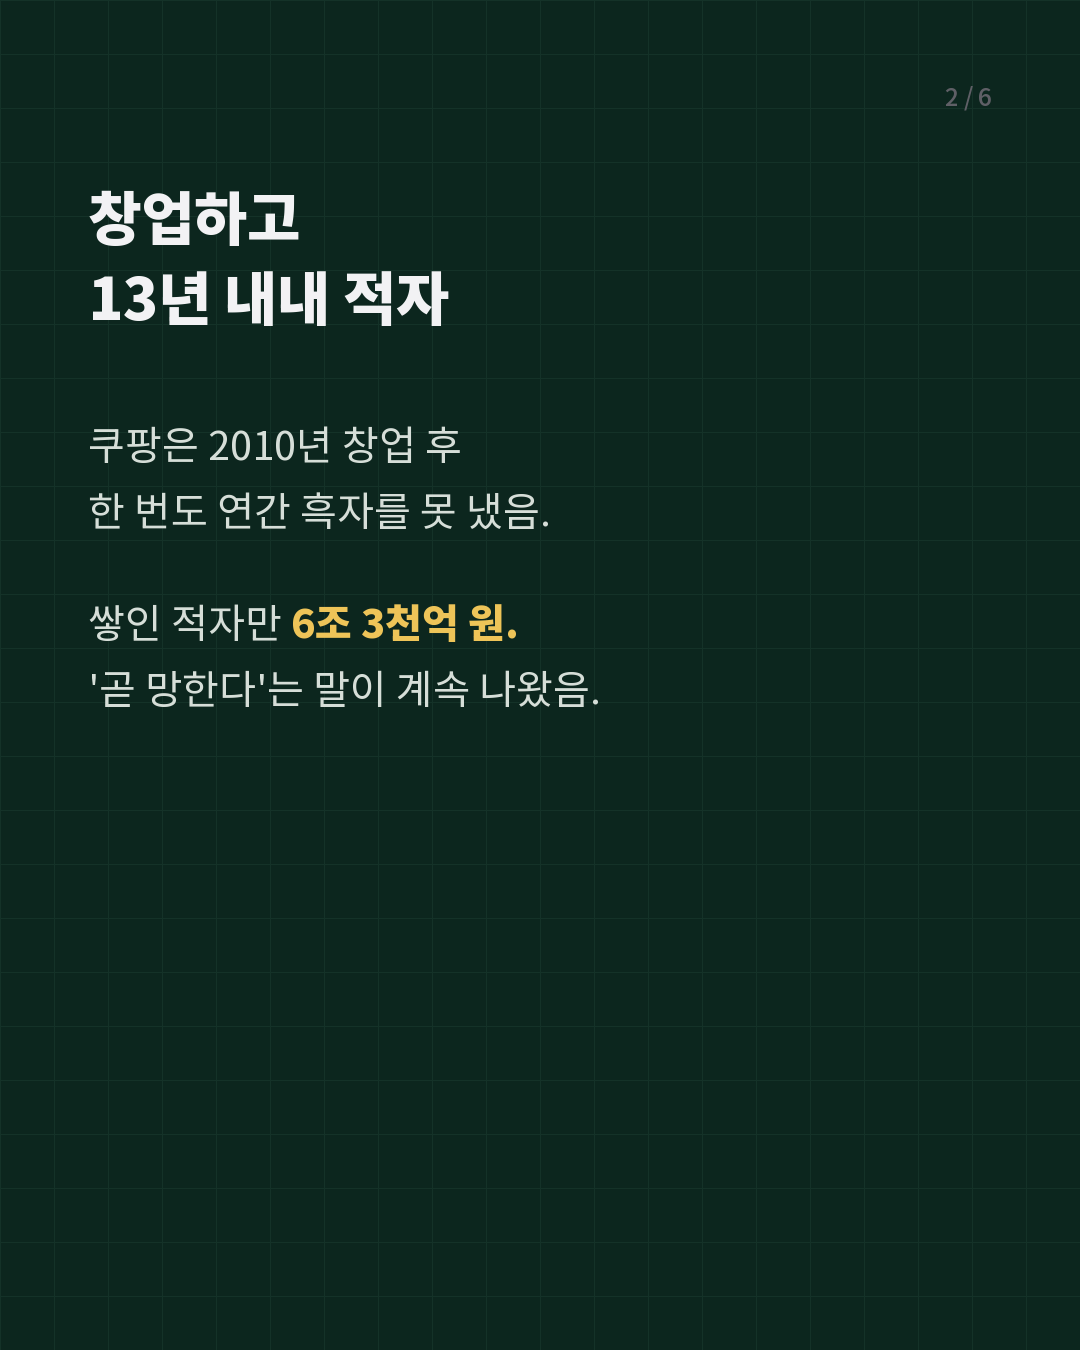 2 / 6
창업하고
13년 내내 적자
쿠팡은 2010년 창업 후
한 번도 연간 흑자를 못 냈음.
쌓인 적자만 6조 3천억 원.
'곧 망한다'는 말이 계속 나왔음.